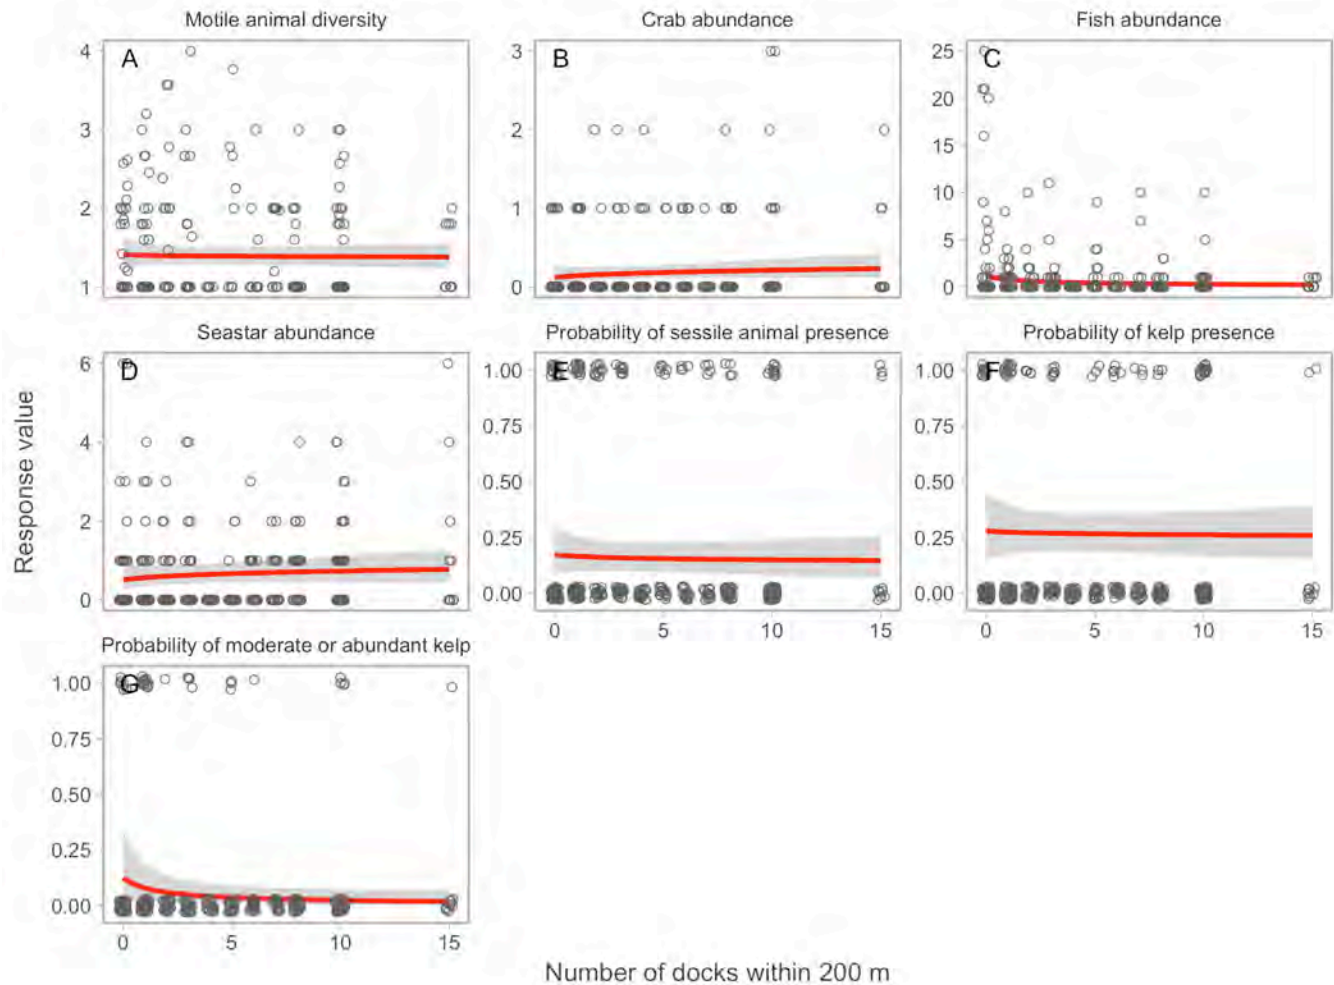 Motile animal diversity
Crab abundance
Fish abundance
A
B
C
4
3
2
1
3
2
1
0
25
20
15
10
5
0
Seastar abundance
Probability of sessile animal presence
Probability of kelp presence
D
E
F
6
4
2
0
1.00
0.75
0.50
0.25
0.00
1.00
0.75
0.50
0.25
0.00
0 5 10 15
0 5 10 15
Probability of moderate or abundant kelp
G
1.00
0.75
0.50
0.25
0.00
0 5 10 15
Response value
Number of docks within 200 m